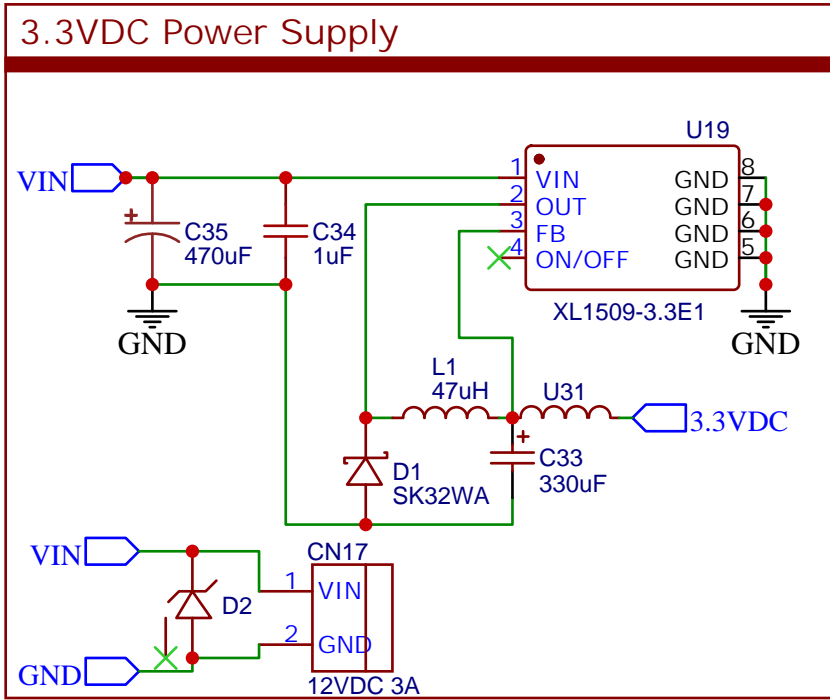 3.3VDC Power Supply
U19
VIN
1
VIN
GND
8
2
OUT
GND
7
3
FB
GND
6
4
ON/OFF
GND
5
+
C35
470uF
C34
1uF
XL1509-3.3E1
GND
GND
L1
47uH
U31
3.3VDC
+
C33
330uF
D1
SK32WA
CN17
VIN
1
VIN
D2
2
GND
GND
12VDC 3A